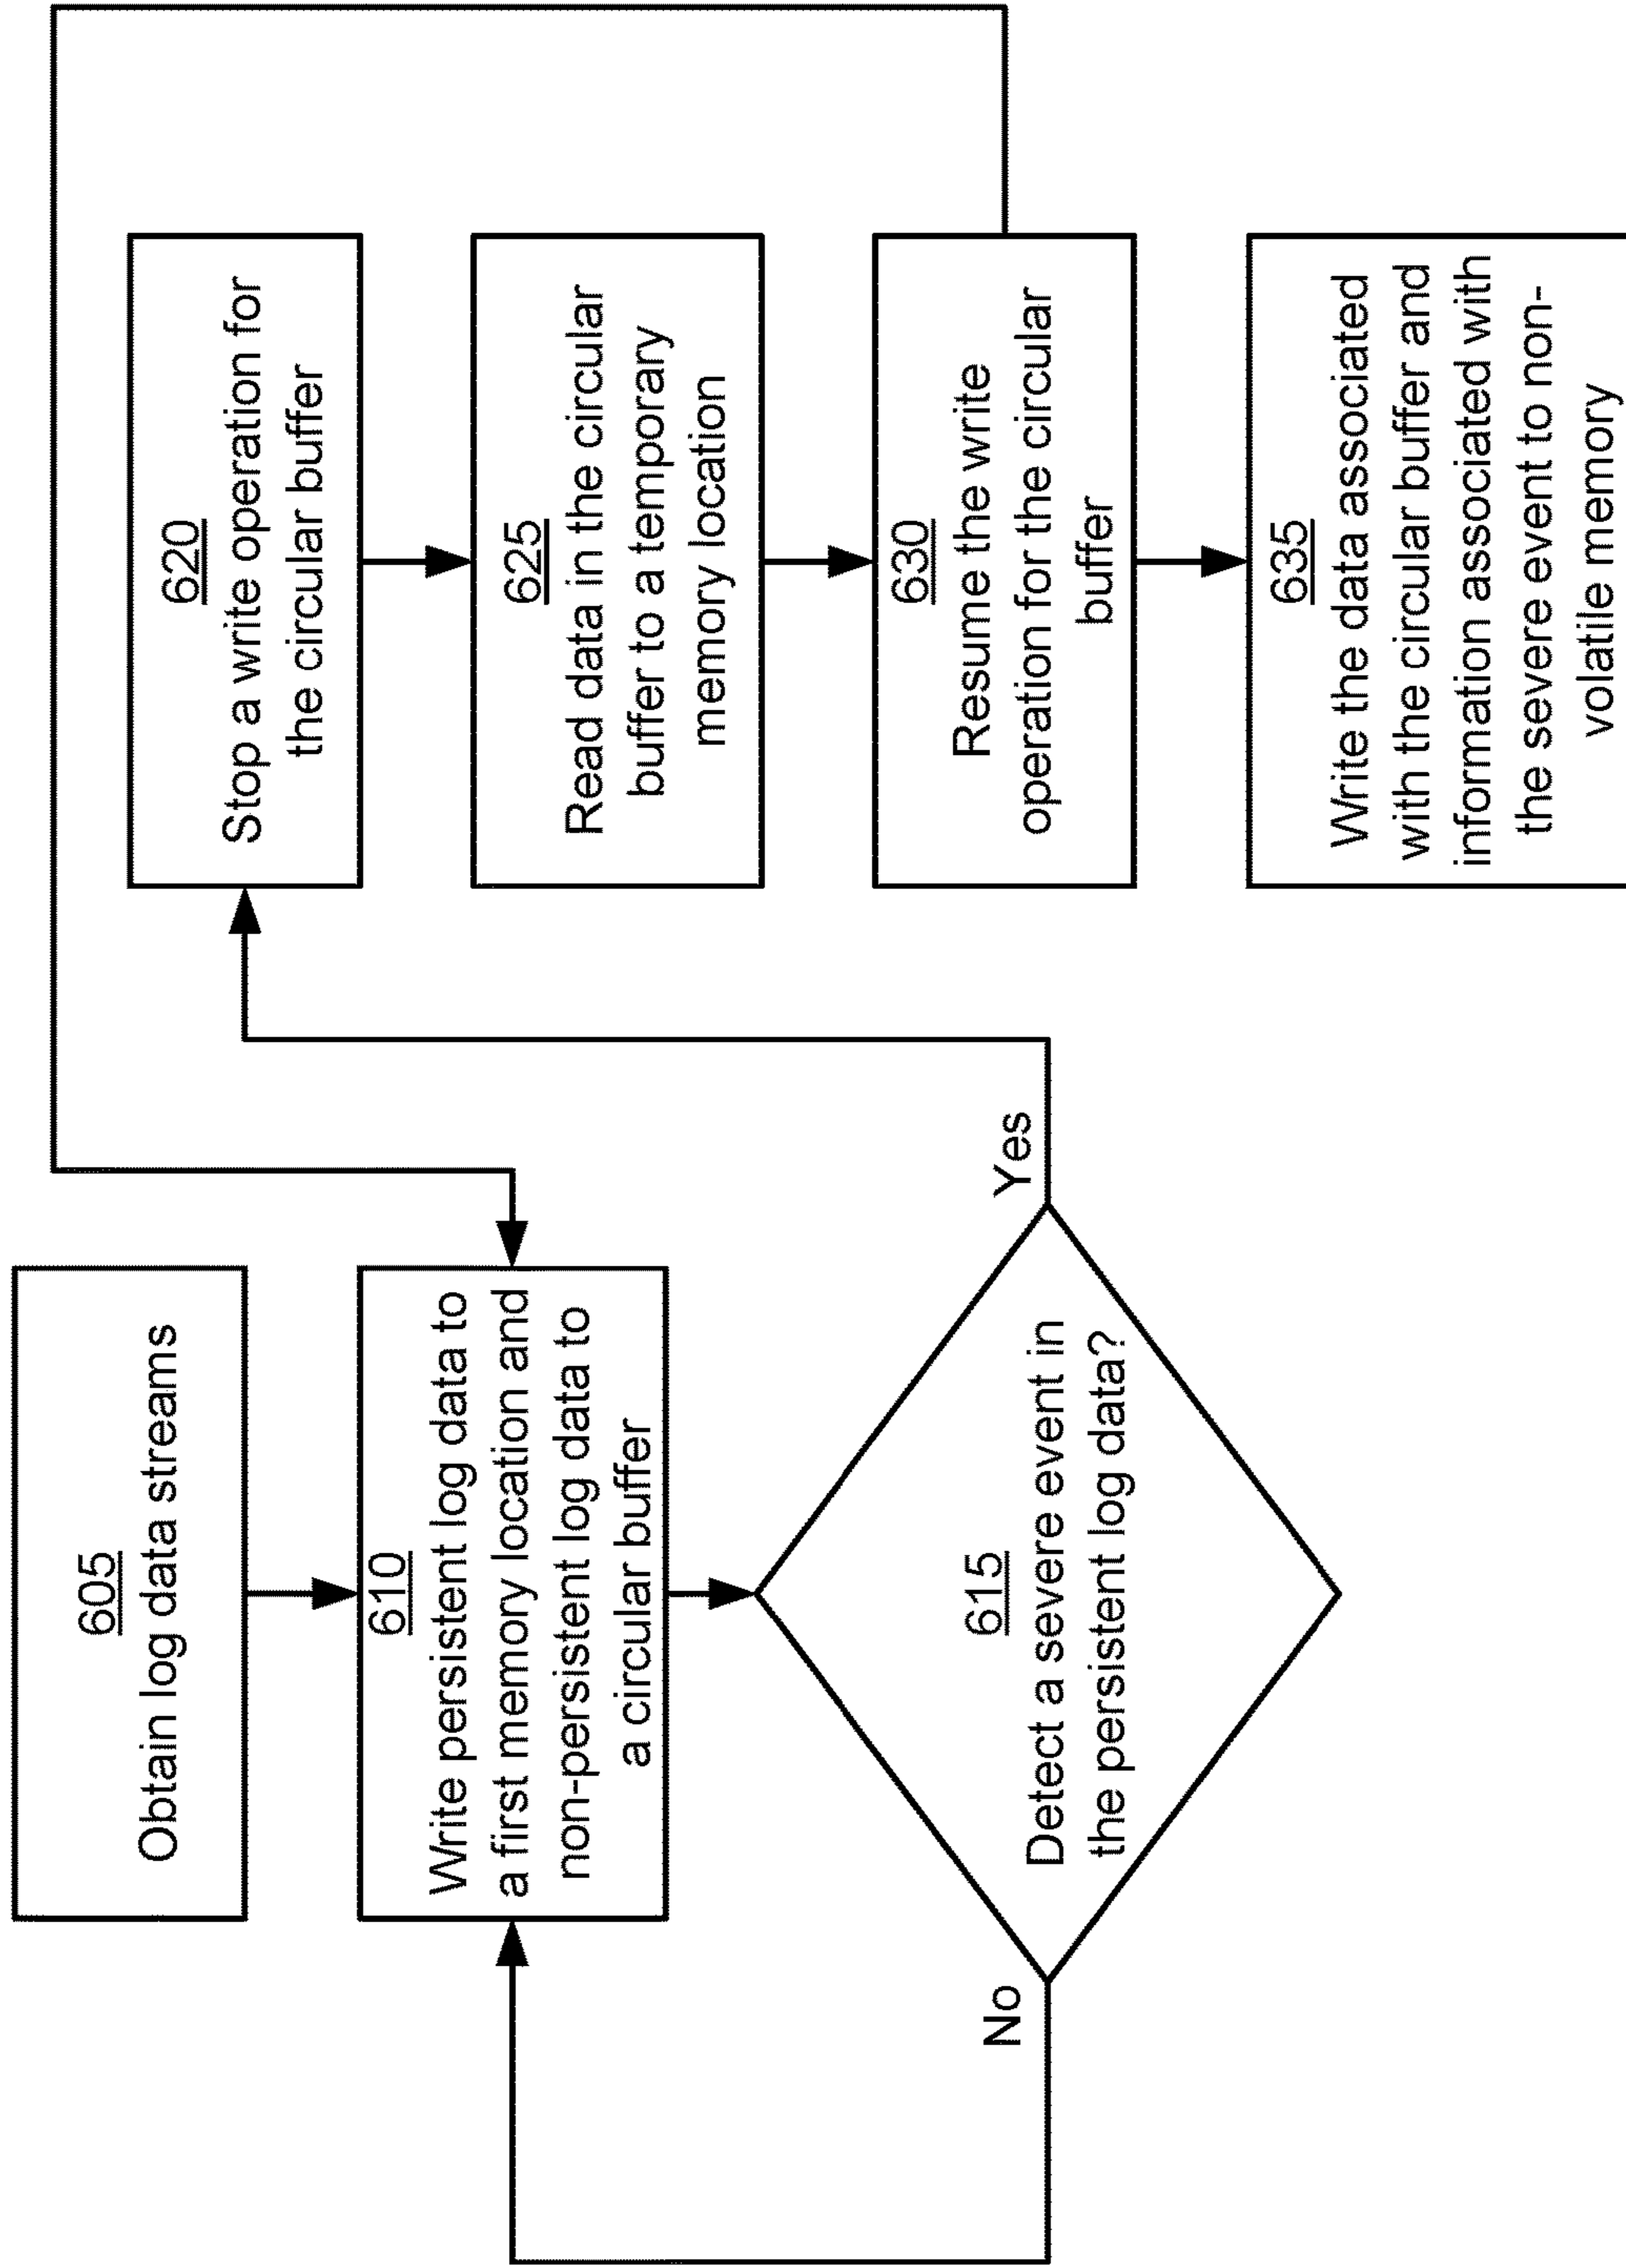 605
Obtain log data streams
610
Write persistent log data to
a first memory location and
non-persistent log data to
a circular buffer
615
Detect a severe event in
the persistent log data?
No
Yes
620
Stop a write operation for
the circular buffer
625
Read data in the circular
buffer to a temporary
memory location
630
Resume the write
operation for the circular
buffer
635
Write the data associated
with the circular buffer and
information associated with
the severe event to non-
volatile memory